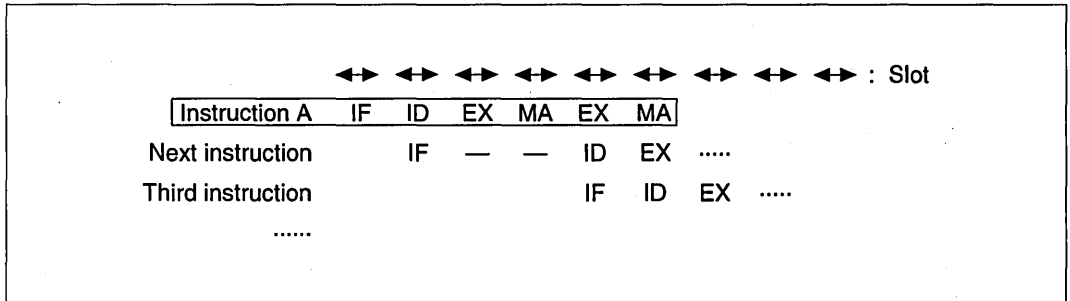 : Slot
Instruction A IF ID EX MA EX MA
Next instruction IF — — ID EX .....
Third instruction IF ID EX .....
......